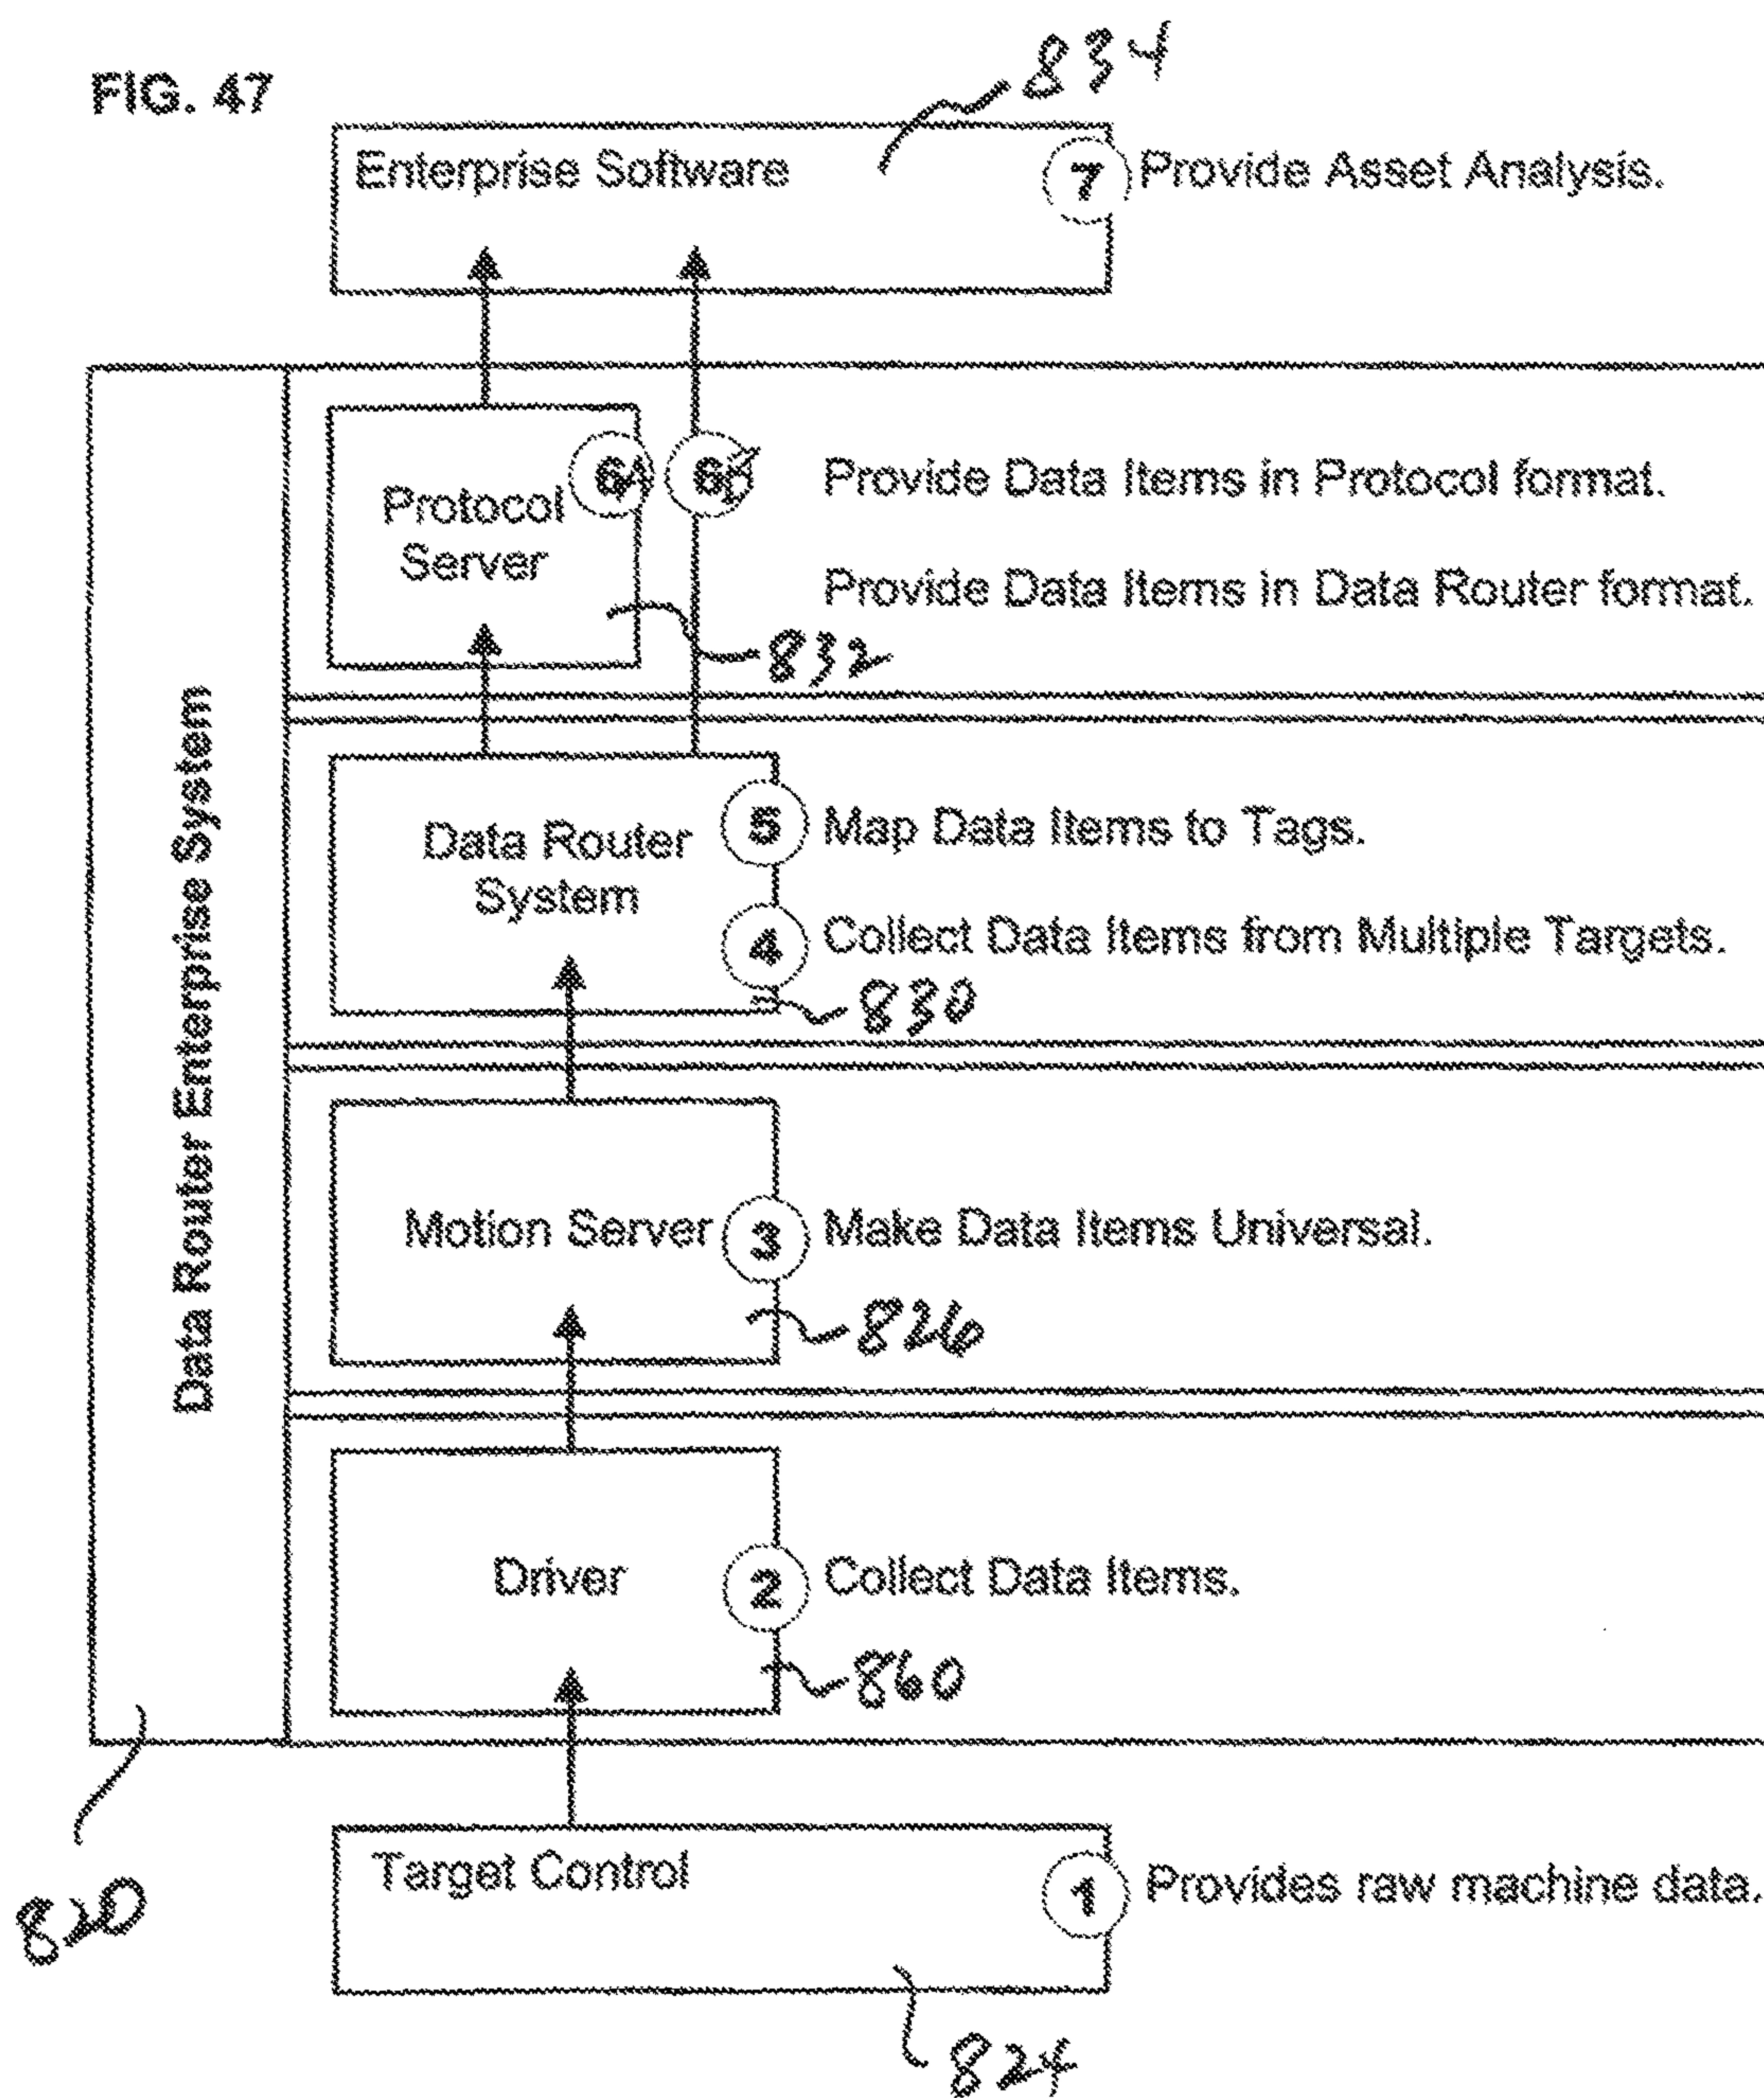 FIG. 47
834
Enterprise Software
7
Provide Asset Analysis.
Protocol
Server
6A
Provide Data Items in Protocol format.
Provide Data Items in Data Router format.
832
Data Router Enterprise System
Data Router
System
5
Map Data Items to Tags.
4
Collect Data Items from Multiple Targets.
830
Motion Server
3
Make Data Items Universal.
826
Driver
2
Collect Data Items.
860
820
Target Control
1
Provides raw machine data.
824